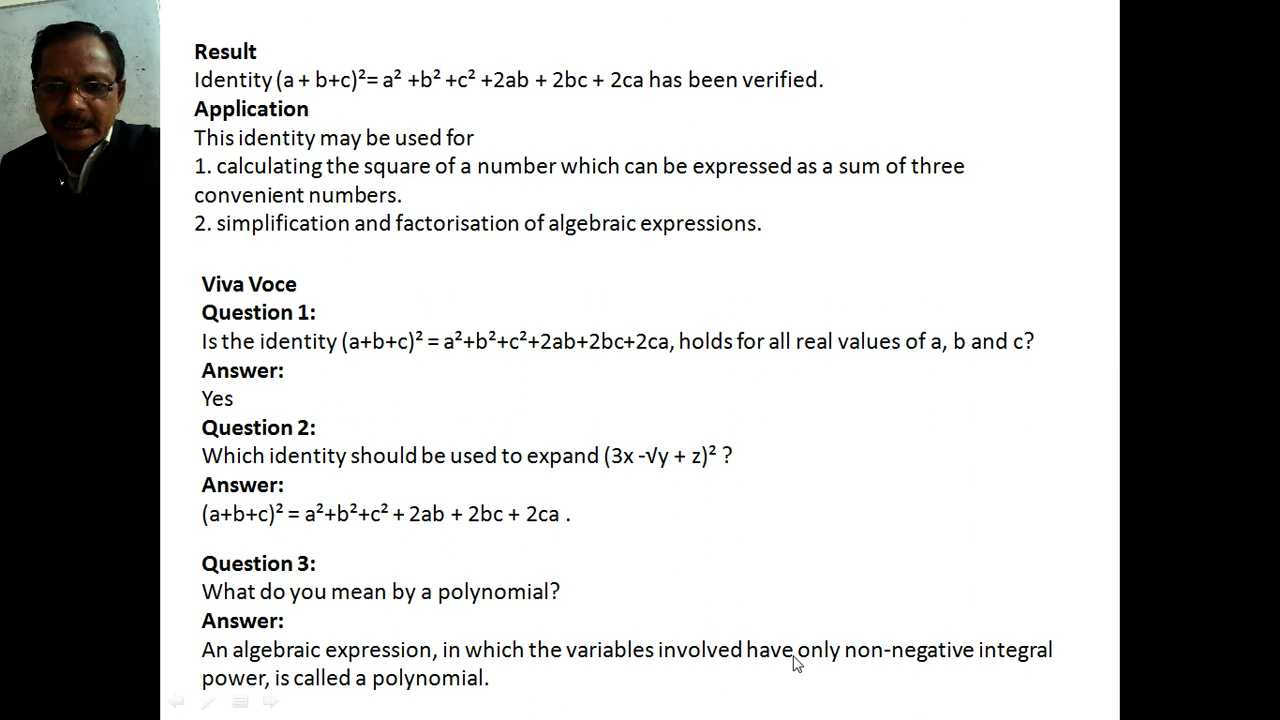 Result
Identity (a + b+c)²= a² +b² +c² +2ab + 2bc + 2ca has been verified.
Application
This identity may be used for
1. calculating the square of a number which can be expressed as a sum of three
convenient numbers.
2. simplification and factorisation of algebraic expressions.
Viva Voce
Question 1:
Is the identity (a+b+c)² = a²+b²+c²+2ab+2bc+2ca, holds for all real values of a, b and c?
Answer:
Yes
Question 2:
Which identity should be used to expand (3x -√y + z)² ?
Answer:
(a+b+c)² = a²+b²+c² + 2ab + 2bc + 2ca .
Question 3:
What do you mean by a polynomial?
Answer:
An algebraic expression, in which the variables involved have only non-negative integral
power, is called a polynomial.